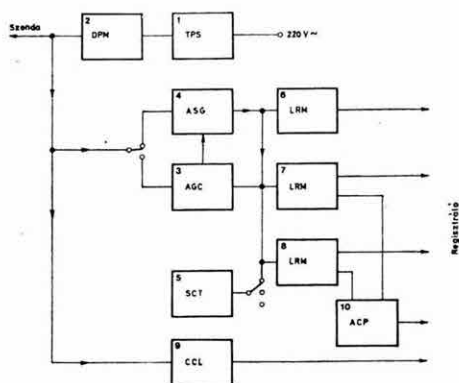 Szonda
2
DPM
1
TPS
220 V~
4
ASG
6
LRM
3
AGC
7
LRM
8
LRM
5
SCT
10
ACP
9
CCL
Regisztráló